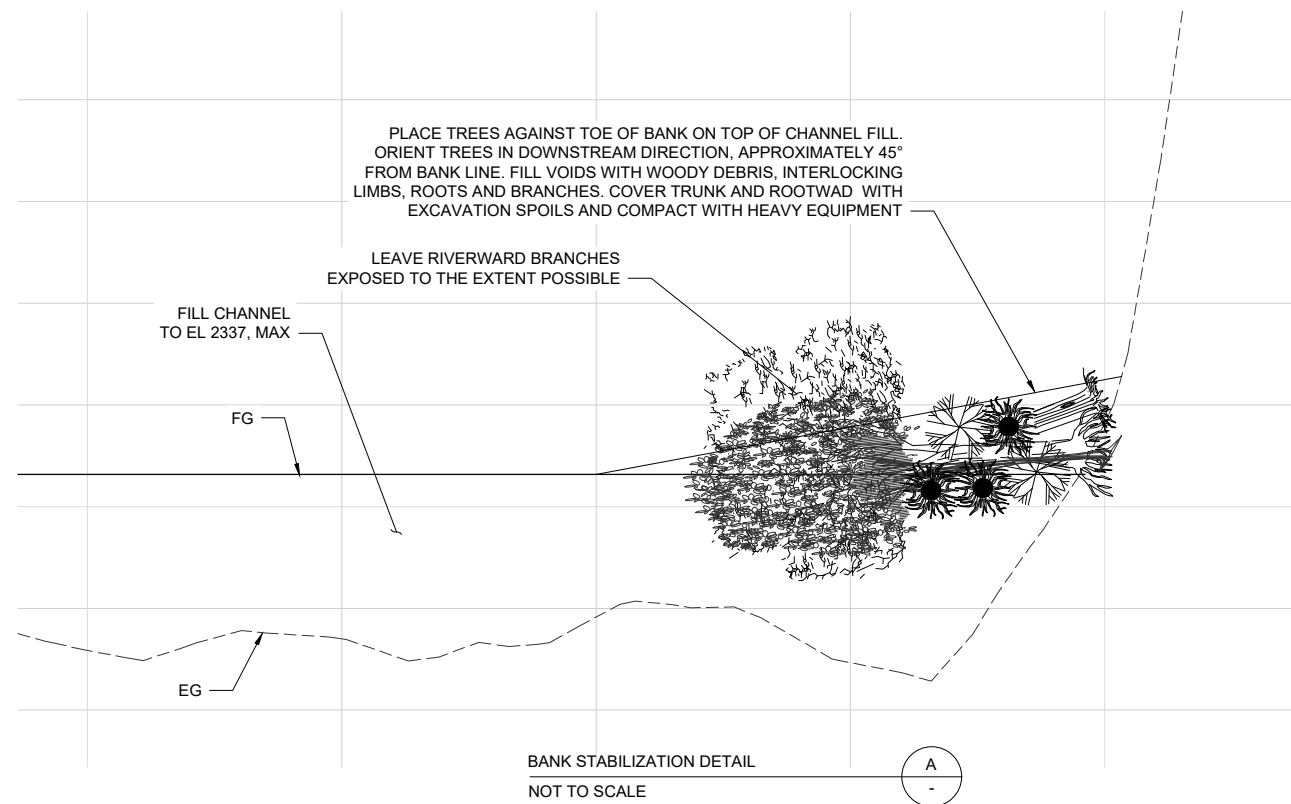 PLACE TREES AGAINST TOE OF BANK ON TOP OF CHANNEL FILL.
ORIENT TREES IN DOWNSTREAM DIRECTION, APPROXIMATELY 45°
FROM BANK LINE. FILL VOIDS WITH WOODY DEBRIS, INTERLOCKING
LIMBS, ROOTS AND BRANCHES. COVER TRUNK AND ROOTWAD WITH
EXCAVATION SPOILS AND COMPACT WITH HEAVY EQUIPMENT
LEAVE RIVERWARD BRANCHES
EXPOSED TO THE EXTENT POSSIBLE
FILL CHANNEL
TO EL 2337, MAX
FG
EG
BANK STABILIZATION DETAIL
NOT TO SCALE
A
-